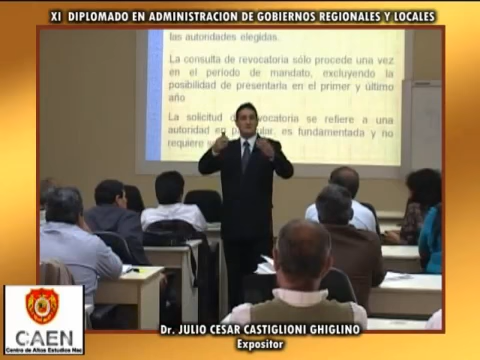 XI DIPLOMADO EN ADMINISTRACION DE GOBIERNOS REGIONALES Y LOCALES
las autoridades elegidas.
La consulta de revocatoria sólo procede una vez
en el período de mandato, excluyendo la
posibilidad de presentarla en el primer y último
año
La solicitud de revocatoria se refiere a una
autoridad en particular, es fundamentada y no
requiere
CAEN
Centro de Altos Estudios Nac
Dr. JULIO CESAR CASTIGLIONI GHIGLINO
Expositor